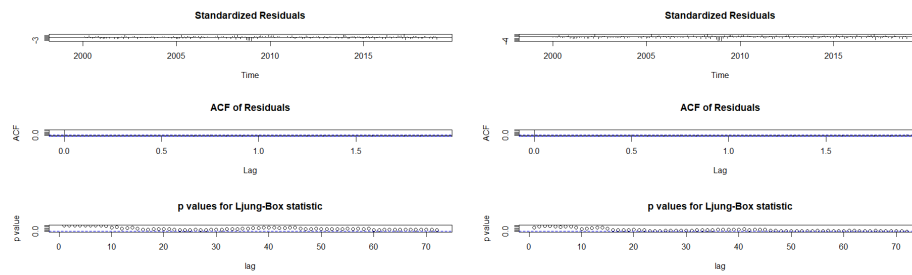 Standardized Residuals
-3
2000 2005 2010 2015
Time
ACF of Residuals
ACF
0.0
0.0 0.5 1.0 1.5
Lag
p values for Ljung-Box statistic
p value
0.0
0 10 20 30 40 50 60 70
lag
Standardized Residuals
-4
2000 2005 2010 2015
Time
ACF of Residuals
ACF
0.0
0.0 0.5 1.0 1.5
Lag
p values for Ljung-Box statistic
p value
0.0
0 10 20 30 40 50 60 70
lag